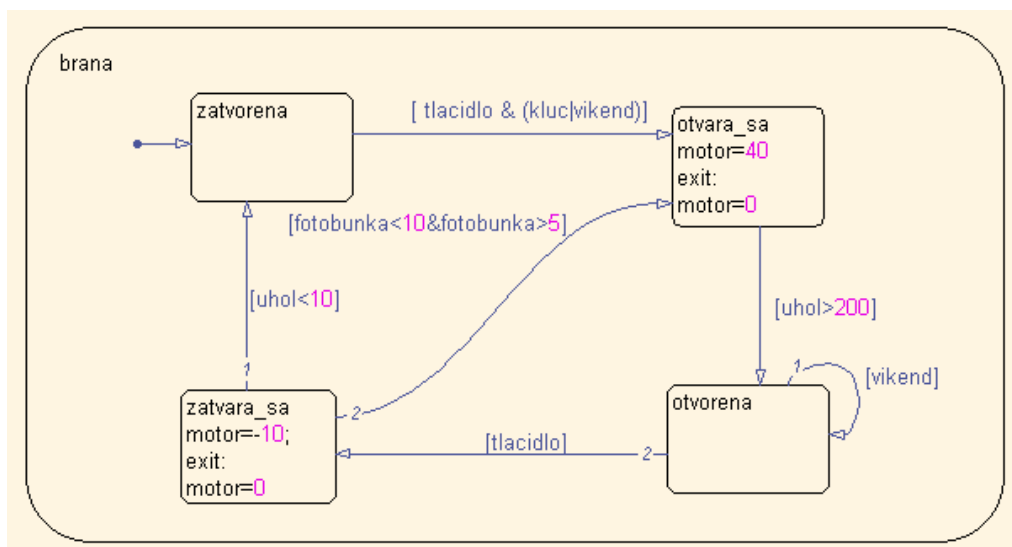 brana
zatvorena
[ tlacidlo & (kluc|vikend)]
otvara_sa
motor=40
exit:
motor=0
[fotobunka<10&fotobunka>5]
[uhol<10]
[uhol>200]
1
1
[vikend]
zatvara_sa
motor=-10;
exit:
motor=0
2
[tlacidlo]
2
otvorena